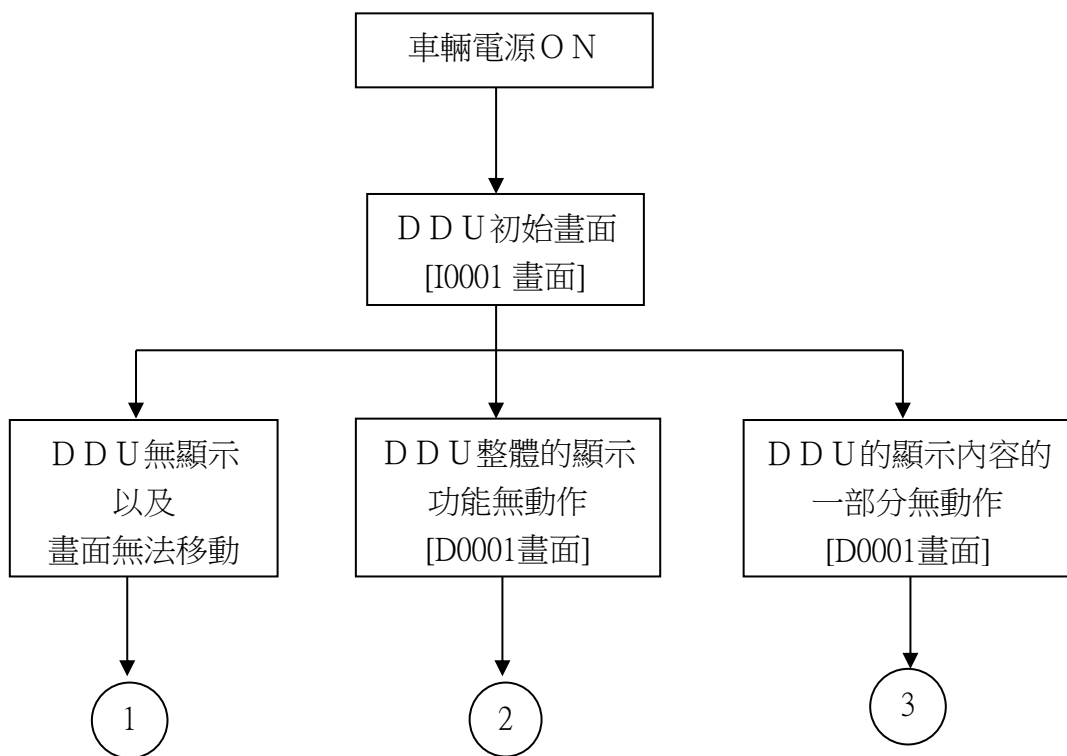 車輛電源ＯＮ
ＤＤＵ初始畫面
[I0001 畫面]
ＤＤＵ無顯示
以及
畫面無法移動
ＤＤＵ整體的顯示
功能無動作
[D0001畫面]
ＤＤＵ的顯示內容的
一部分無動作
[D0001畫面]
1
2
3